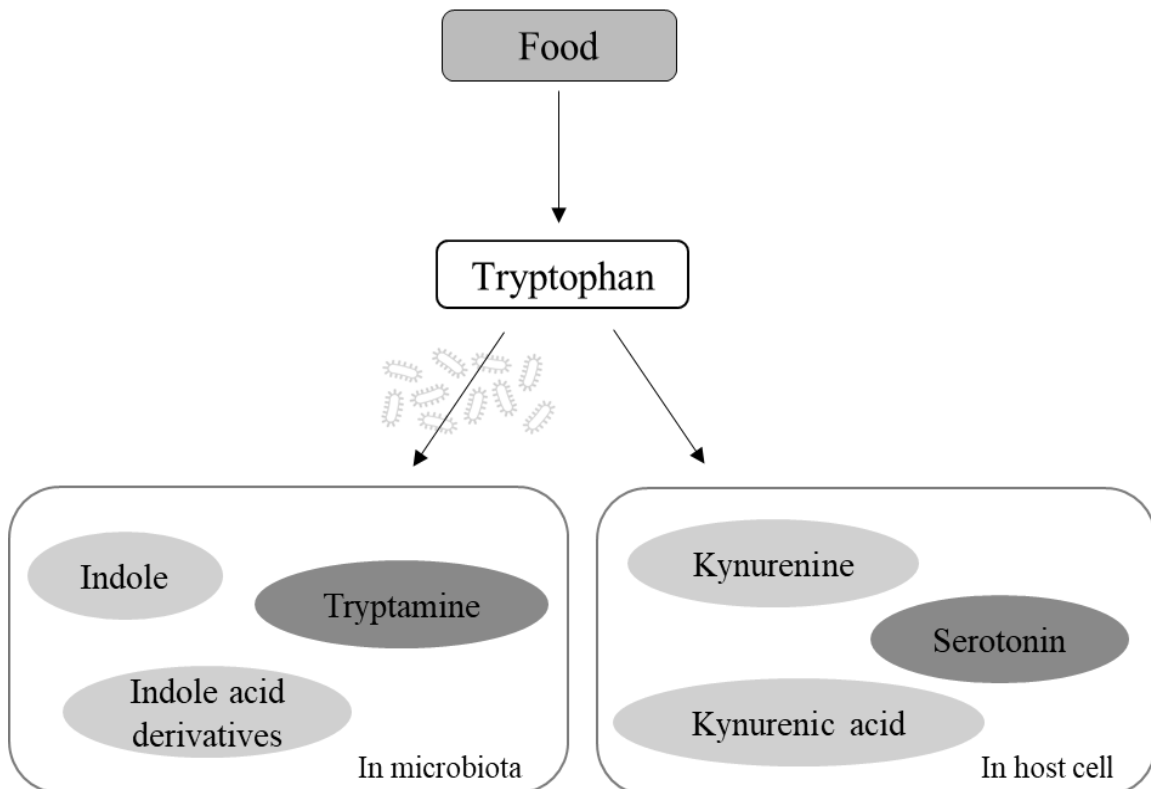 Food
Tryptophan
Indole
Tryptamine
Indole acid
derivatives
In microbiota
Kynurenine
Serotonin
Kynurenic acid
In host cell